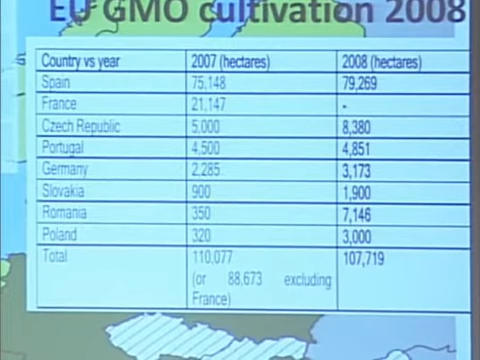 EU GMO cultivation 2008
Country vs year 2007 (hectares) 2008 (hectares)
Spain 75,148 79,269
France 21,147 -
Czech Republic 5,000 8,380
Portugal 4,500 4,851
Germany 2,285 3,173
Slovakia 900 1,900
Romania 350 7,146
Poland 320 3,000
Total 110,077 107,719
(or 88,673 excluding
France)